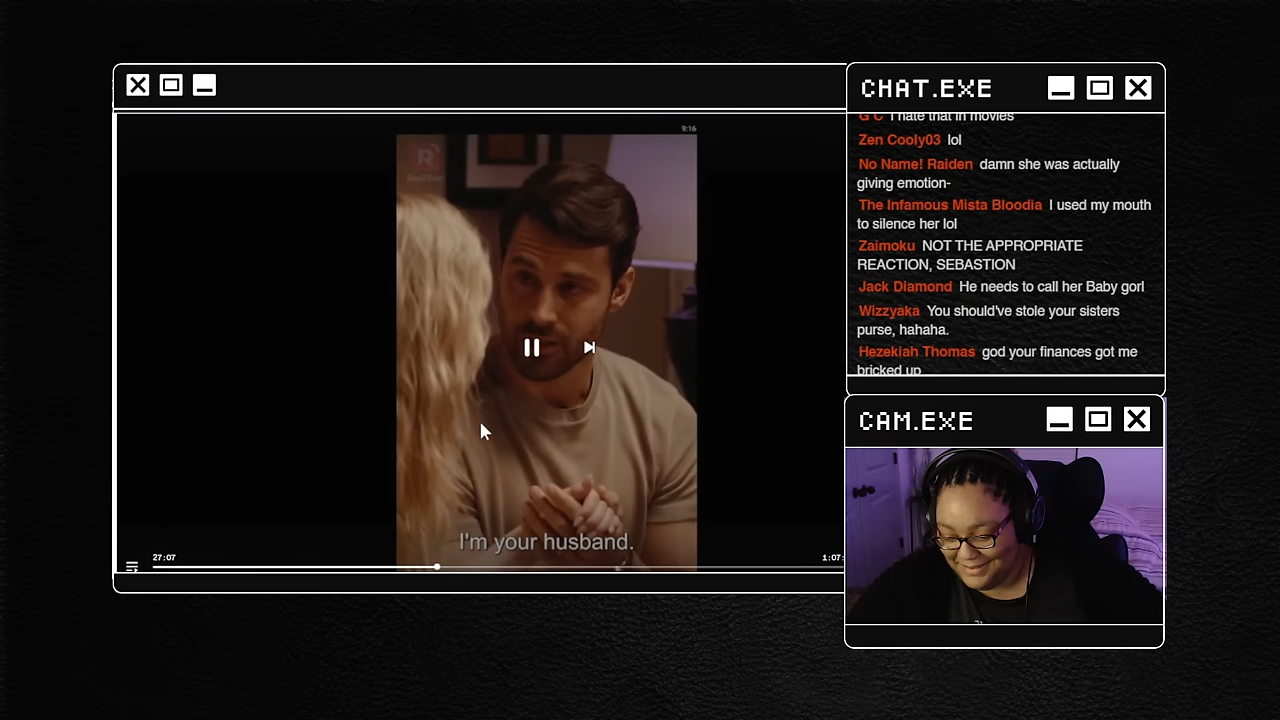 CHAT.EXE
G C I hate that in movies
Zen Cooly03 lol
No Name! Raiden damn she was actually
giving emotion-
The Infamous Mista Bloodia I used my mouth
to silence her lol
Zaimoku NOT THE APPROPRIATE
REACTION, SEBASTION
Jack Diamond He needs to call her Baby gorl
Wizzyaka You should've stole your sisters
purse, hahaha.
Hezekiah Thomas god your finances got me
bricked up
9:16
R
I'm your husband.
27:07
1:07:
CAM.EXE